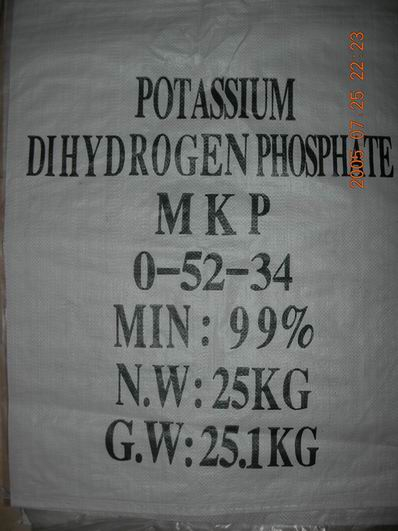 POTASSIUM
DIHYDROGEN PHOSPHATE
MKP
0-52-34
MIN: 99%
N.W: 25KG
G.W: 25.1KG
2005-07-25 22:23